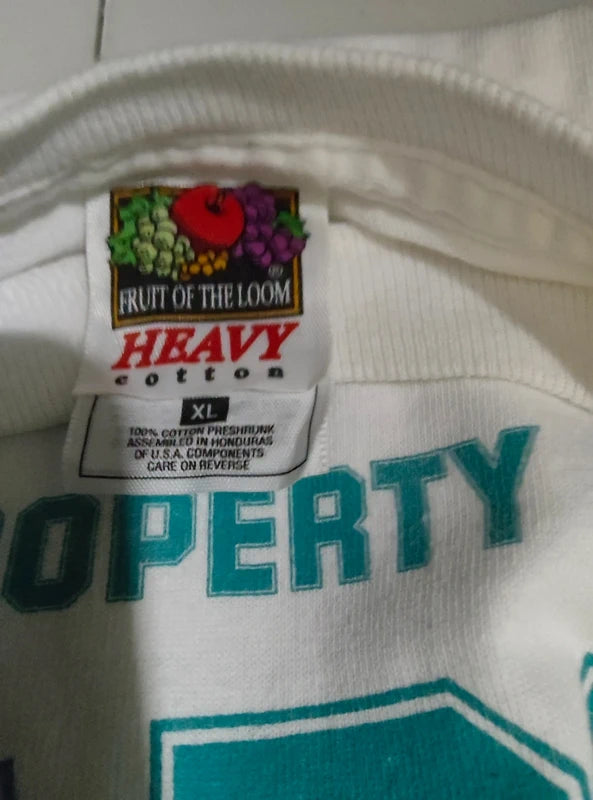 ®
FRUIT OF THE LOOM
HEAVY
cotton
XL
100% COTTON PRESHRUNK
ASSEMBLED IN HONDURAS
OF U.S.A. COMPONENTS
CARE ON REVERSE
OPERTY